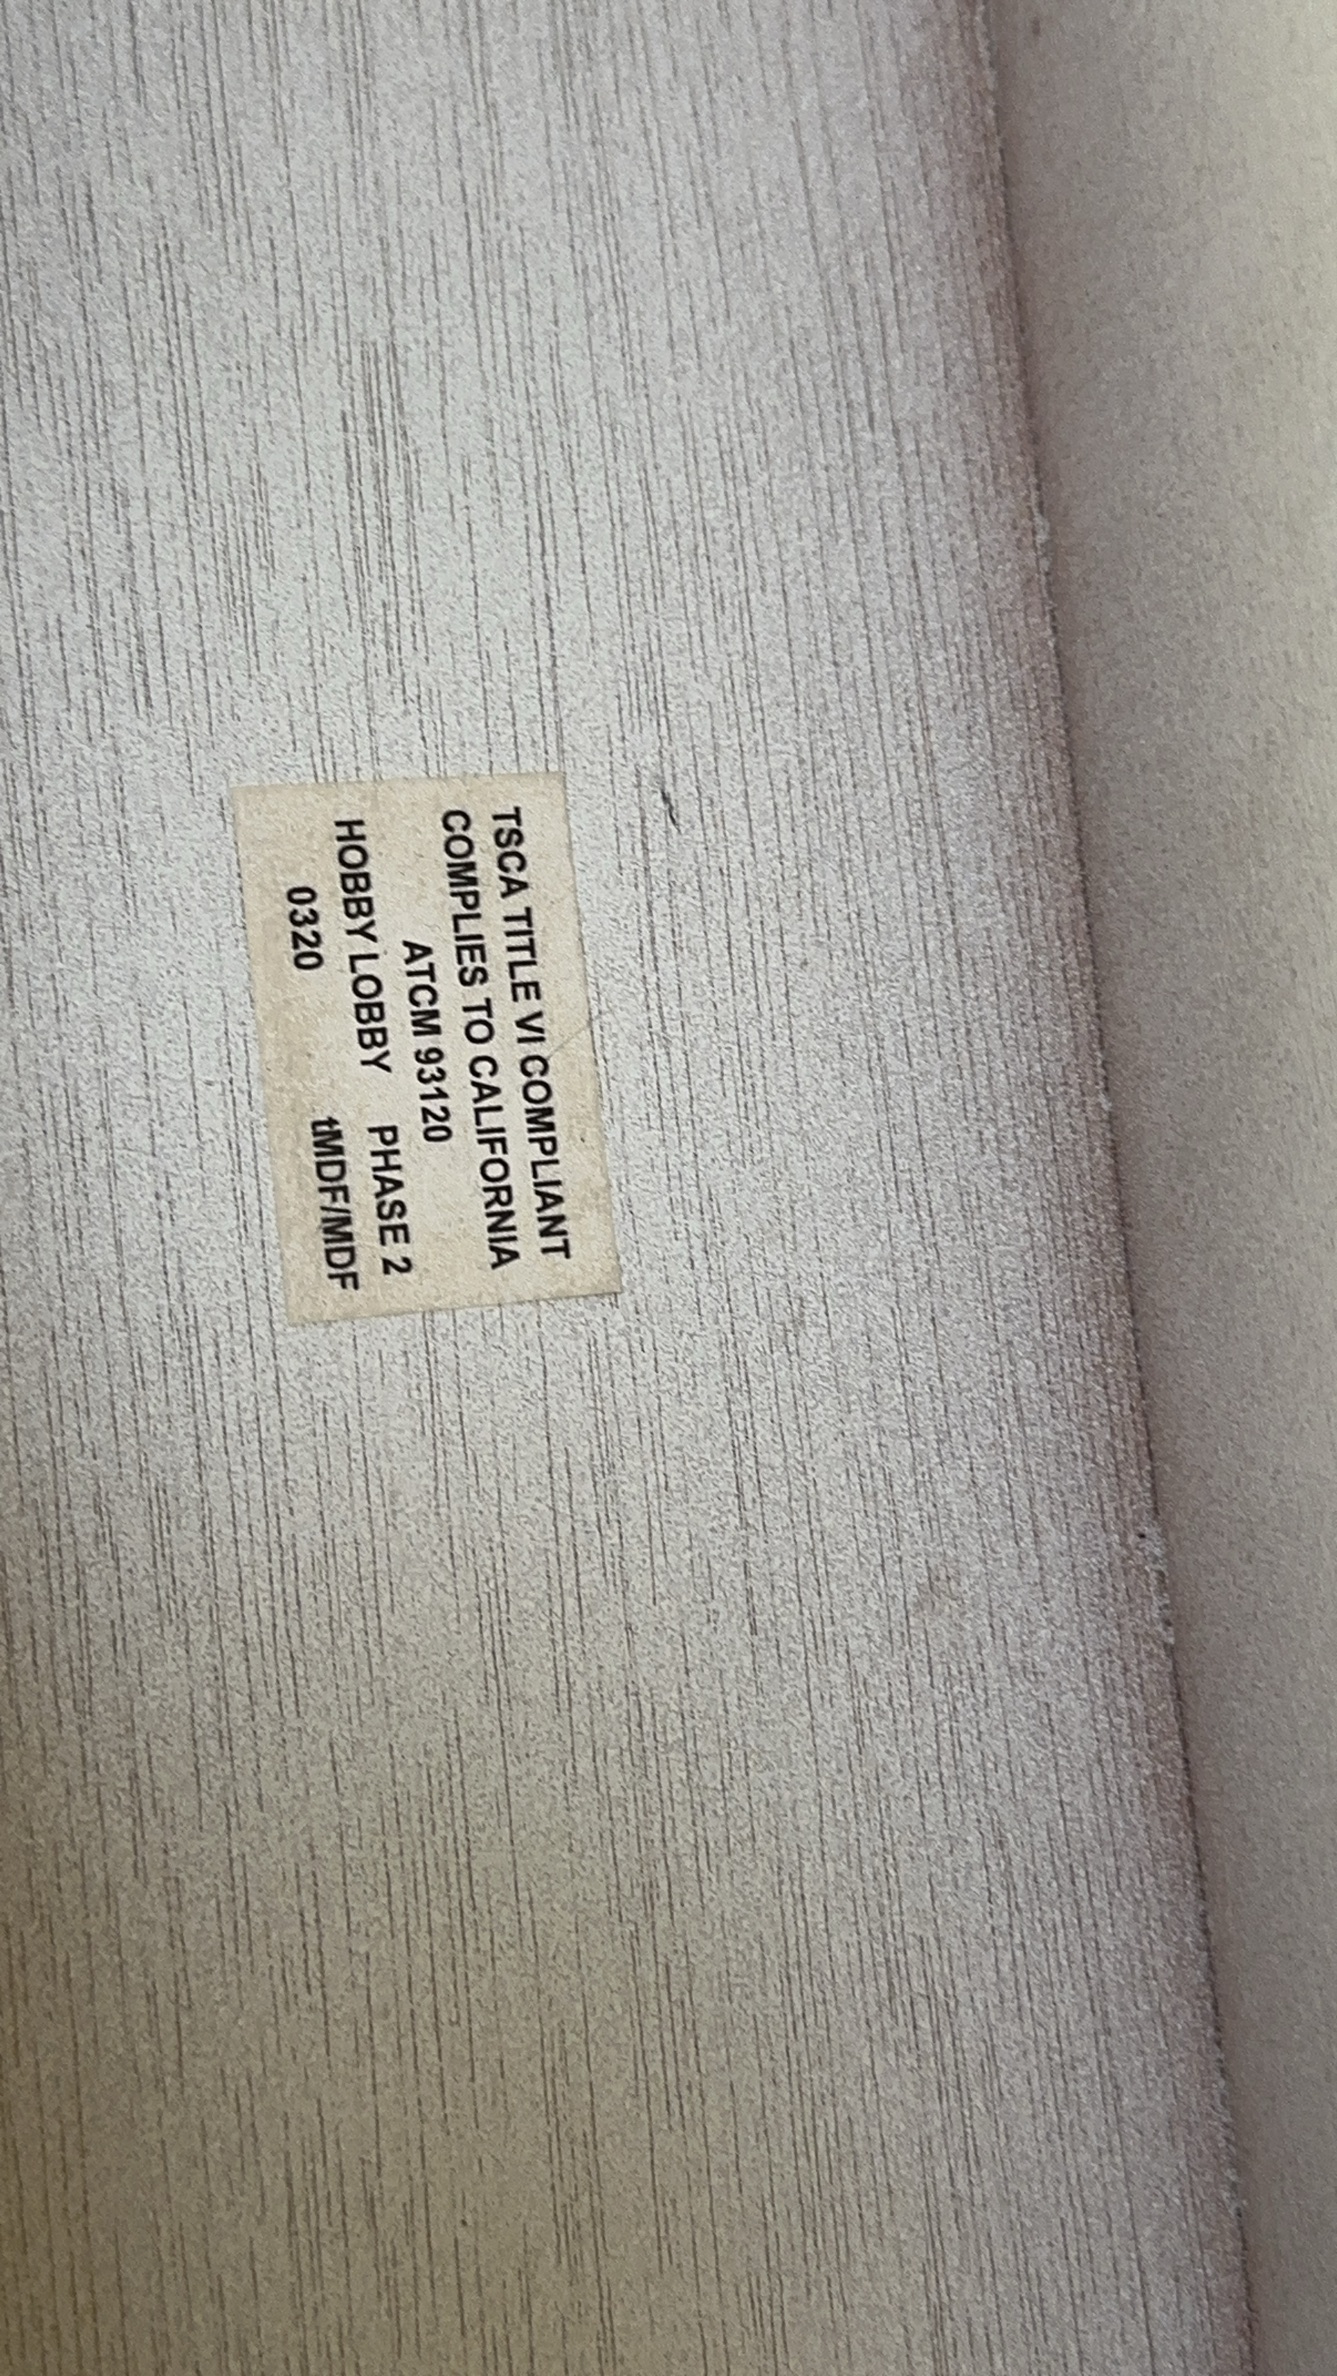 TSCA TITLE VI COMPLIANT
COMPLIES TO CALIFORNIA
ATCM 93120
HOBBY LOBBY PHASE 2
0320 tMDF/MDF